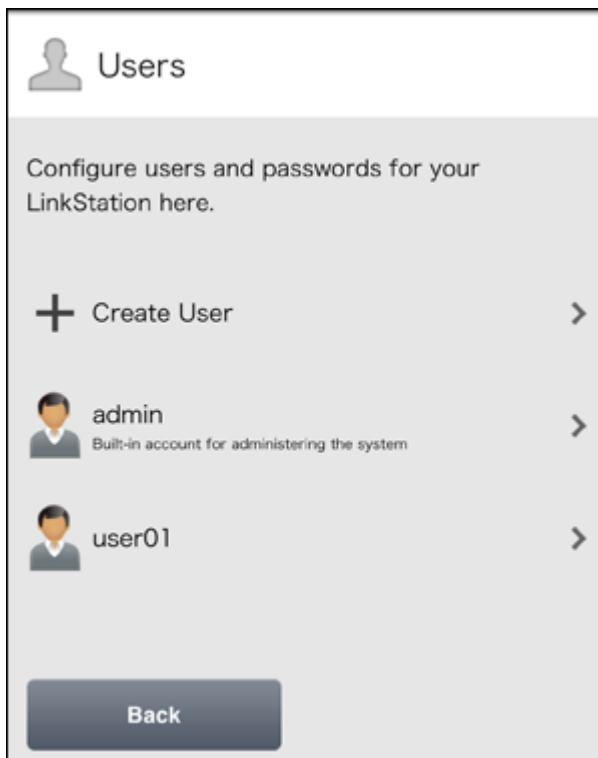 Users
Configure users and passwords for your
LinkStation here.
Create User
admin
Built-in account for administering the system
user01
Back